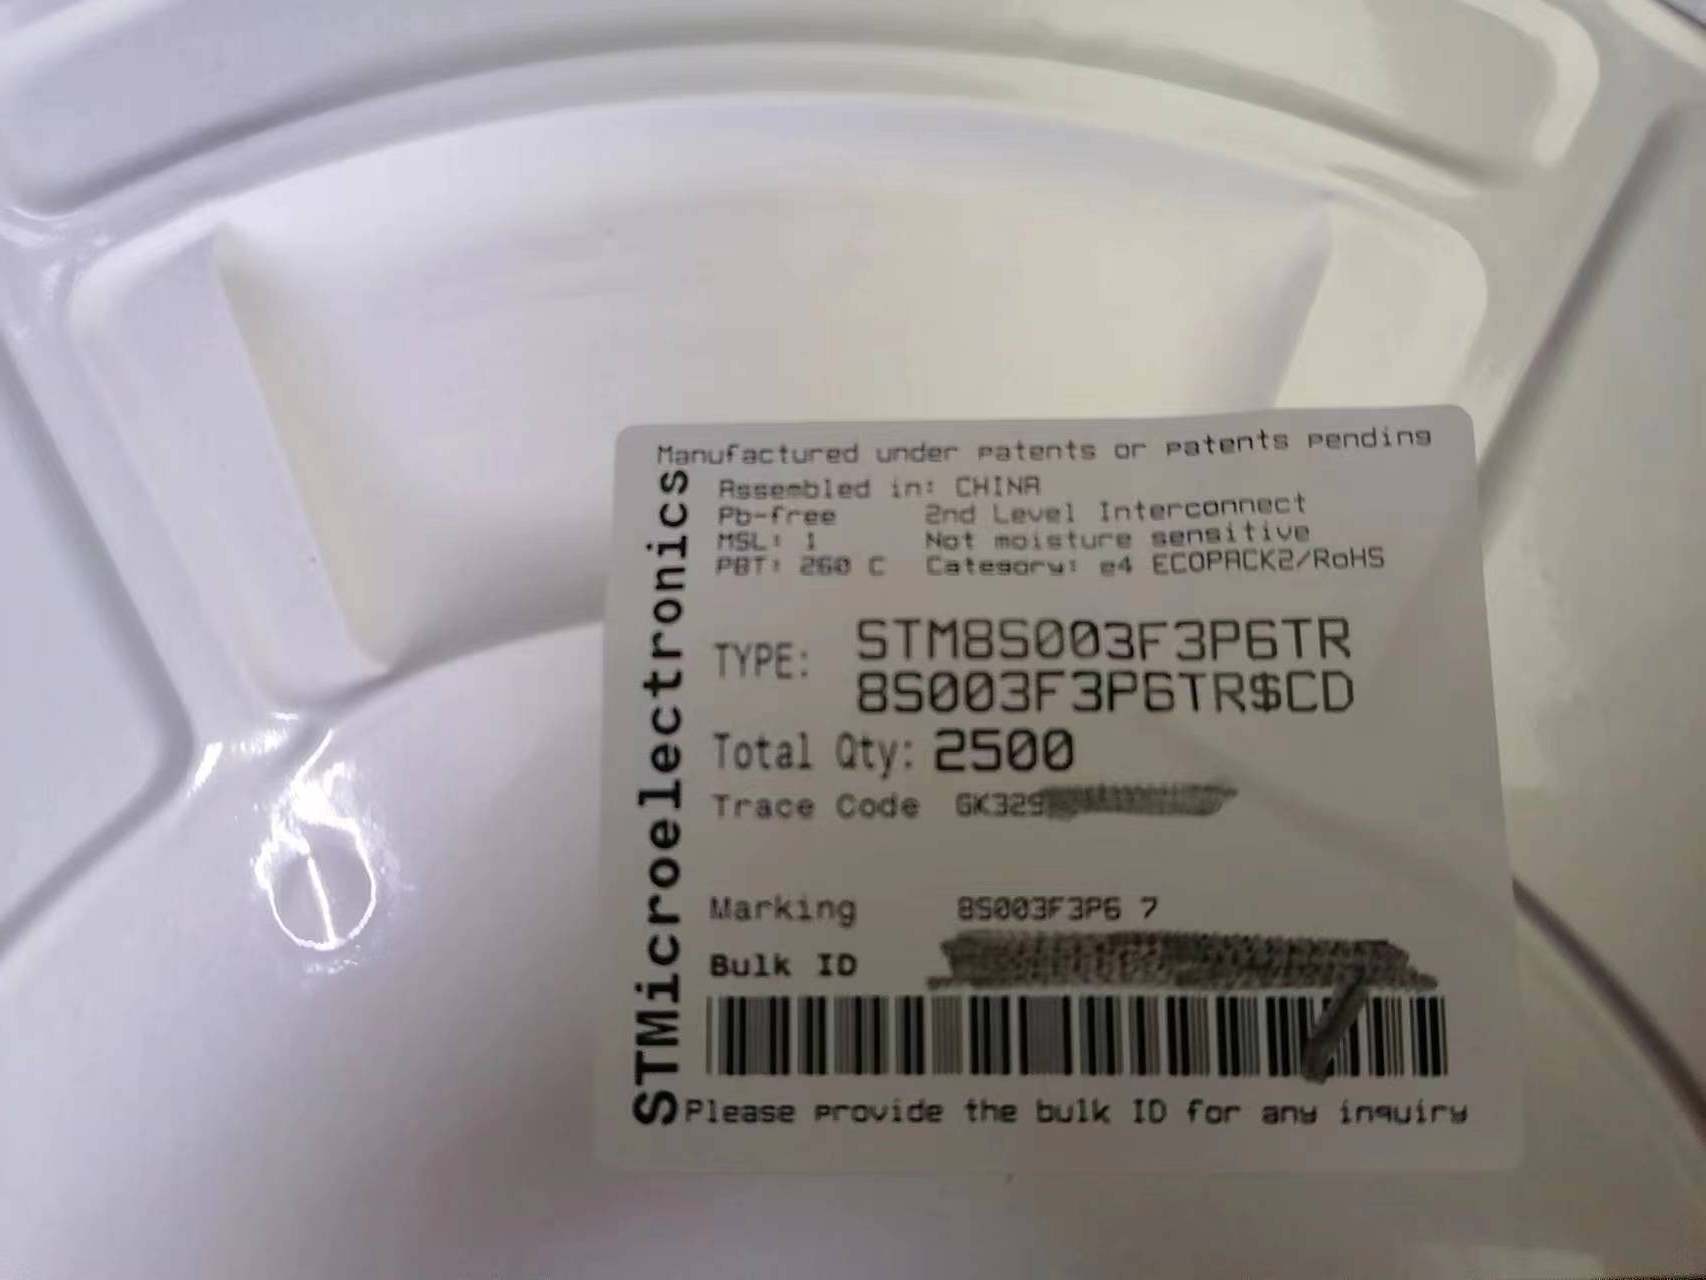 Manufactured under patents or patents pending
Assembled in: CHINA
Pb-free 2nd Level Interconnect
MSL: 1 Not moisture sensitive
PBT: 260 C Category: e4 ECOPACK2/RoHS
TYPE: STM8S003F3P6TR
8S003F3P6TR$CD
Total Qty: 2500
Trace Code GK329
Marking 8S003F3P6 7
Bulk ID
Please provide the bulk ID for any inquiry
STMicroelectronics